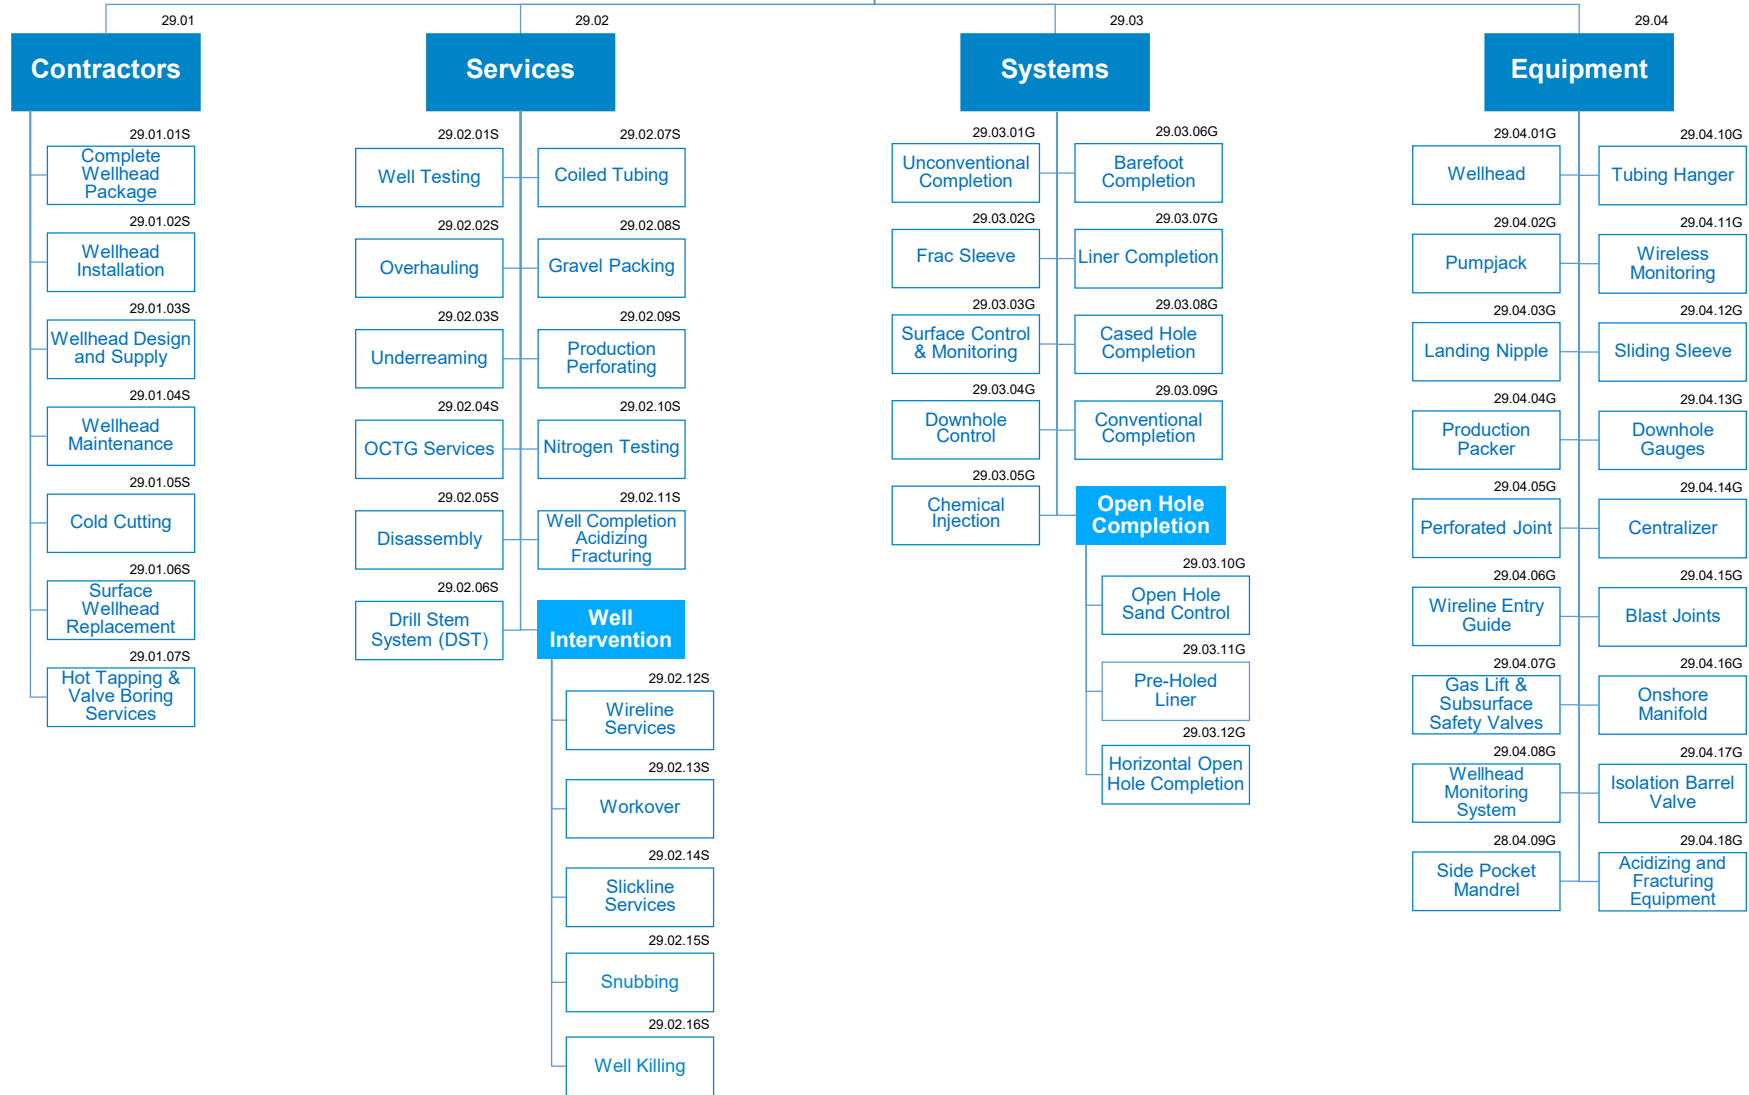 29.01
Contractors
29.01.01S
Complete
Wellhead
Package
29.01.02S
Wellhead
Installation
29.01.03S
Wellhead Design
and Supply
29.01.04S
Wellhead
Maintenance
29.01.05S
Cold Cutting
29.01.06S
Surface
Wellhead
Replacement
29.01.07S
Hot Tapping &
Valve Boring
Services
29.02
Services
29.02.01S
Well Testing
29.02.02S
Overhauling
29.02.03S
Underreaming
29.02.04S
OCTG Services
29.02.05S
Disassembly
29.02.06S
Drill Stem
System (DST)
29.02.07S
Coiled Tubing
29.02.08S
Gravel Packing
29.02.09S
Production
Perforating
29.02.10S
Nitrogen Testing
29.02.11S
Well Completion
Acidizing
Fracturing
Well
Intervention
29.02.12S
Wireline
Services
29.02.13S
Workover
29.02.14S
Slickline
Services
29.02.15S
Snubbing
29.02.16S
Well Killing
29.03
Systems
29.03.01G
Unconventional
Completion
29.03.02G
Frac Sleeve
29.03.03G
Surface Control
& Monitoring
29.03.04G
Downhole
Control
29.03.05G
Chemical
Injection
29.03.06G
Barefoot
Completion
29.03.07G
Liner Completion
29.03.08G
Cased Hole
Completion
29.03.09G
Conventional
Completion
Open Hole
Completion
29.03.10G
Open Hole
Sand Control
29.03.11G
Pre-Holed
Liner
29.03.12G
Horizontal Open
Hole Completion
29.04
Equipment
29.04.01G
Wellhead
29.04.02G
Pumpjack
29.04.03G
Landing Nipple
29.04.04G
Production
Packer
29.04.05G
Perforated Joint
29.04.06G
Wireline Entry
Guide
29.04.07G
Gas Lift &
Subsurface
Safety Valves
29.04.08G
Wellhead
Monitoring
System
28.04.09G
Side Pocket
Mandrel
29.04.10G
Tubing Hanger
29.04.11G
Wireless
Monitoring
29.04.12G
Sliding Sleeve
29.04.13G
Downhole
Gauges
29.04.14G
Centralizer
29.04.15G
Blast Joints
29.04.16G
Onshore
Manifold
29.04.17G
Isolation Barrel
Valve
29.04.18G
Acidizing and
Fracturing
Equipment